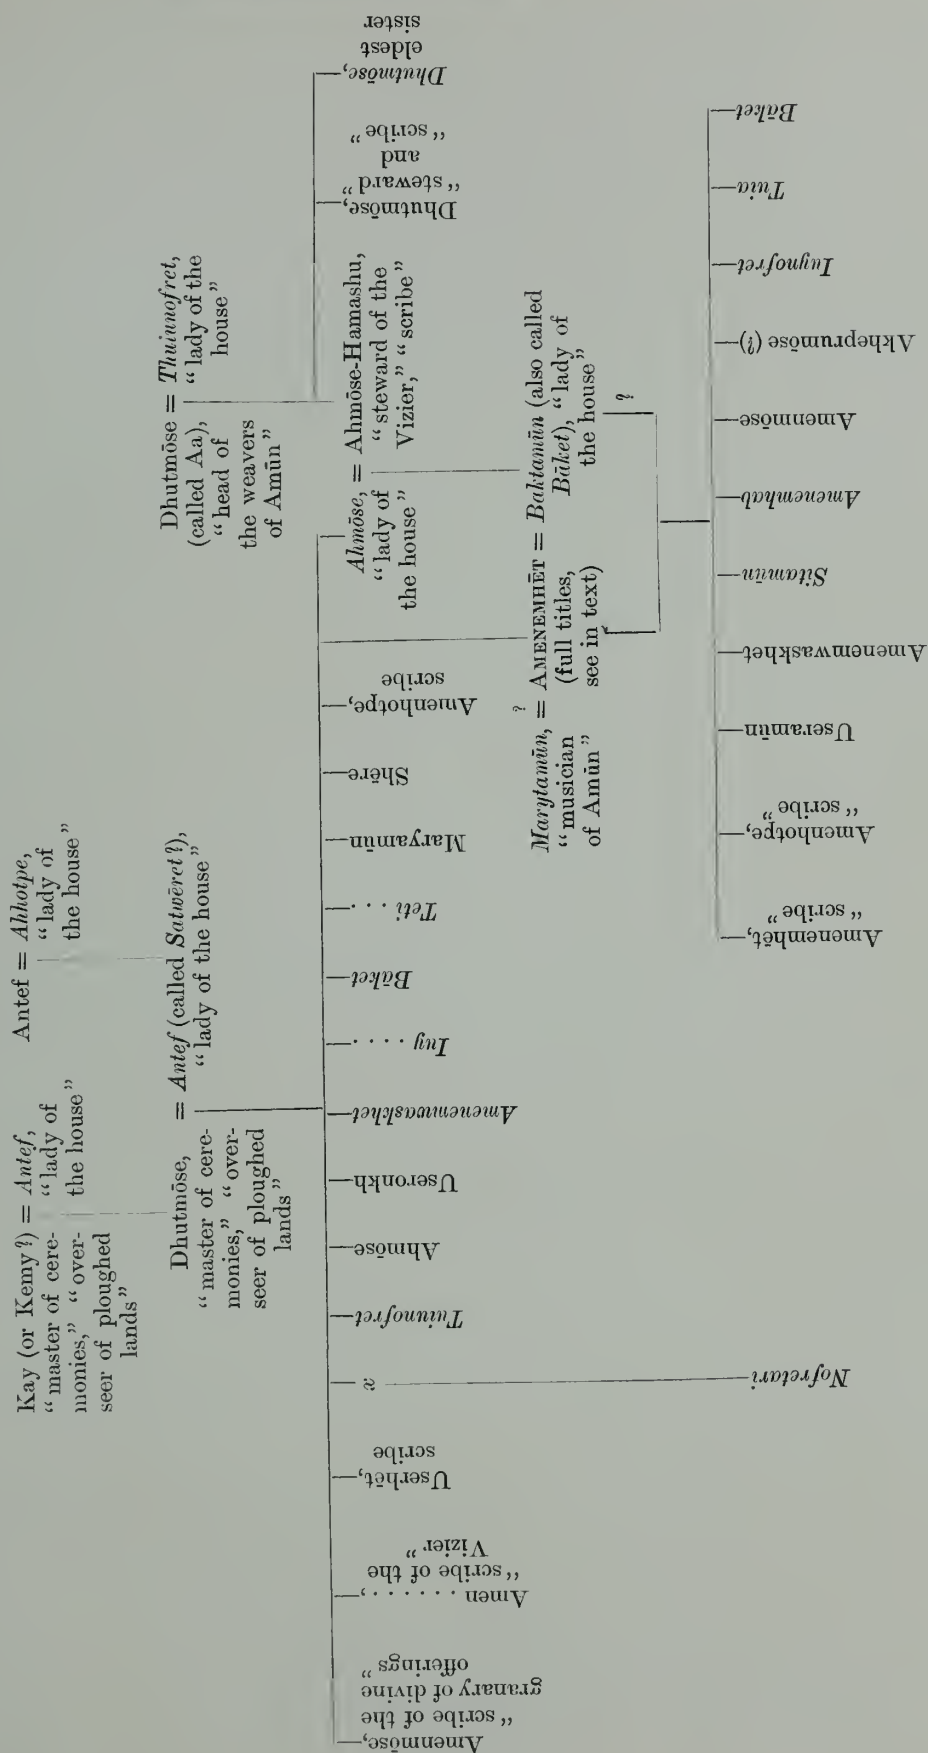 Kay (or Kemy?) = Antef,
“master of cere-
monies,” “over-
seer of ploughed
lands”
“lady of
the house”
Antef = Ahhotpe,
“lady of
the house”
Dhutmōse,
“master of cere-
monies,” “over-
seer of ploughed
lands”
= Antef (called Satwēret?),
“lady of the house”
Dhutmōse = Thuiunofret,
(called Aa),
“head of
the weavers
of Amūn”
“lady of the
house”
Amenmōse,
“scribe of the
granary of divine
offerings”
Amen . . . . . . .,
“scribe of the
Vizier”
Userhēt,
scribe
x
Tuiunofret
Ahmōse
Useronkh
Amenemwaskhet
Iuy . . . .
Bāket
Teti . . .
Maryamūn
Shēre
Amenhotpe,
scribe
Ahmōse, = Ahmōse-Hamashu,
“lady of
the house”
“steward of the
Vizier,” “scribe”
Dhutmōse,
“steward”
and
“scribe”
Dhutmōse,
eldest
sister
Marytamūn,
“musician
of Amūn”
?
= AMENEMHĒT = Baktamūn (also called
(full titles,
see in text)
Bāket), “lady of
the house”
?
Nofretari
Amenemhēt,
“scribe”
Amenhotpe,
“scribe”
Useramūn
Amenemwaskhet
Sitamūn
Amenemhab
Amenmōse
Akheprumōse (?)
Iuynofret
Tuia
Bāket